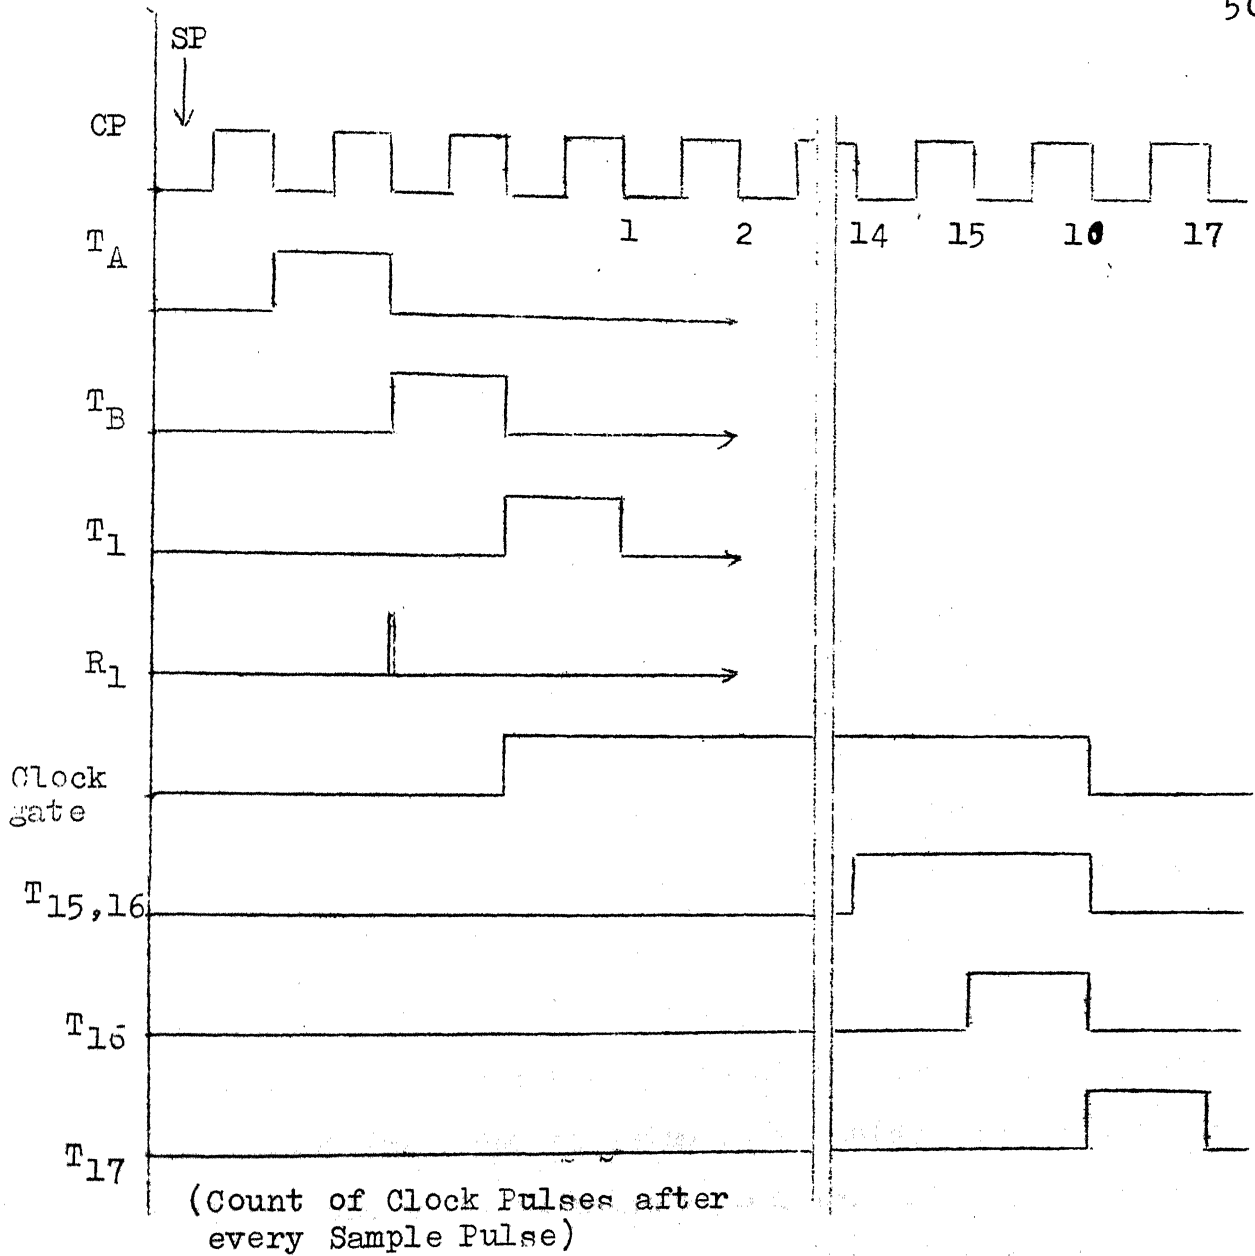 50
SP
CP
1 2 14 15 16 17
T_A
T_B
T_1
R_1
Clock
gate
T_15,16
T_16
T_17
(Count of Clock Pulses after
every Sample Pulse)